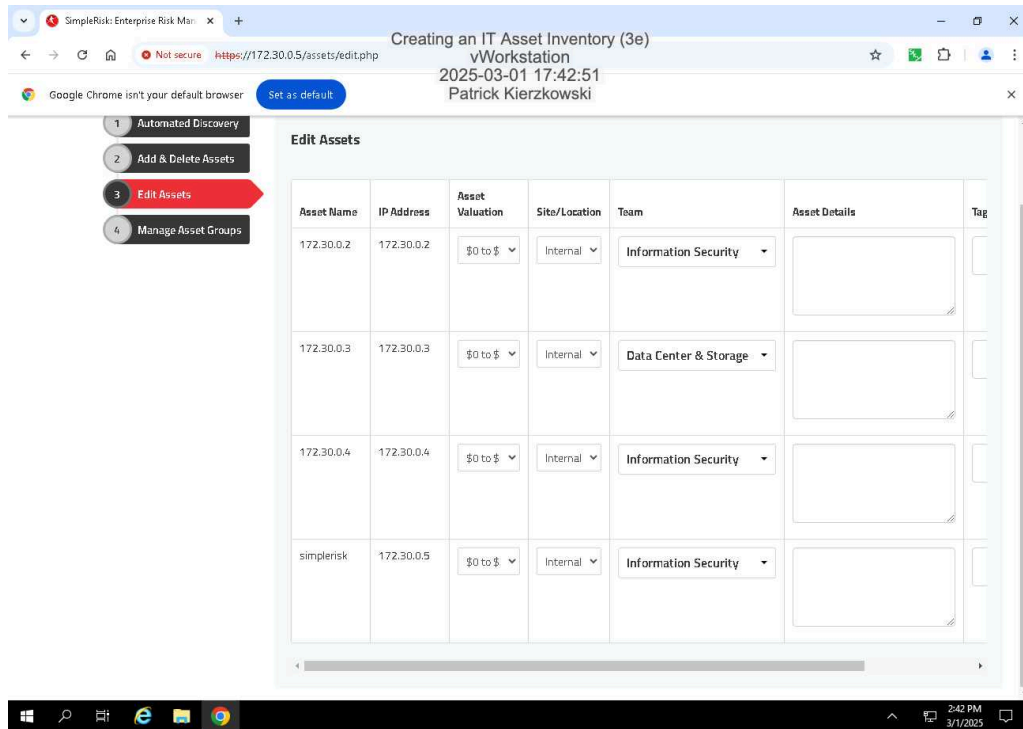 SimpleRisk: Enterprise Risk Man
Not secure https://172.30.0.5/assets/edit.php
Creating an IT Asset Inventory (3e)
vWorkstation
2025-03-01 17:42:51
Patrick Kierzkowski
Google Chrome isn't your default browser Set as default
1 Automated Discovery
2 Add & Delete Assets
3 Edit Assets
4 Manage Asset Groups
Edit Assets
Asset Name IP Address Asset Valuation Site/Location Team Asset Details Tag
172.30.0.2 172.30.0.2 $0 to $ Internal Information Security
172.30.0.3 172.30.0.3 $0 to $ Internal Data Center & Storage
172.30.0.4 172.30.0.4 $0 to $ Internal Information Security
simplerisk 172.30.0.5 $0 to $ Internal Information Security
2:42 PM
3/1/2025